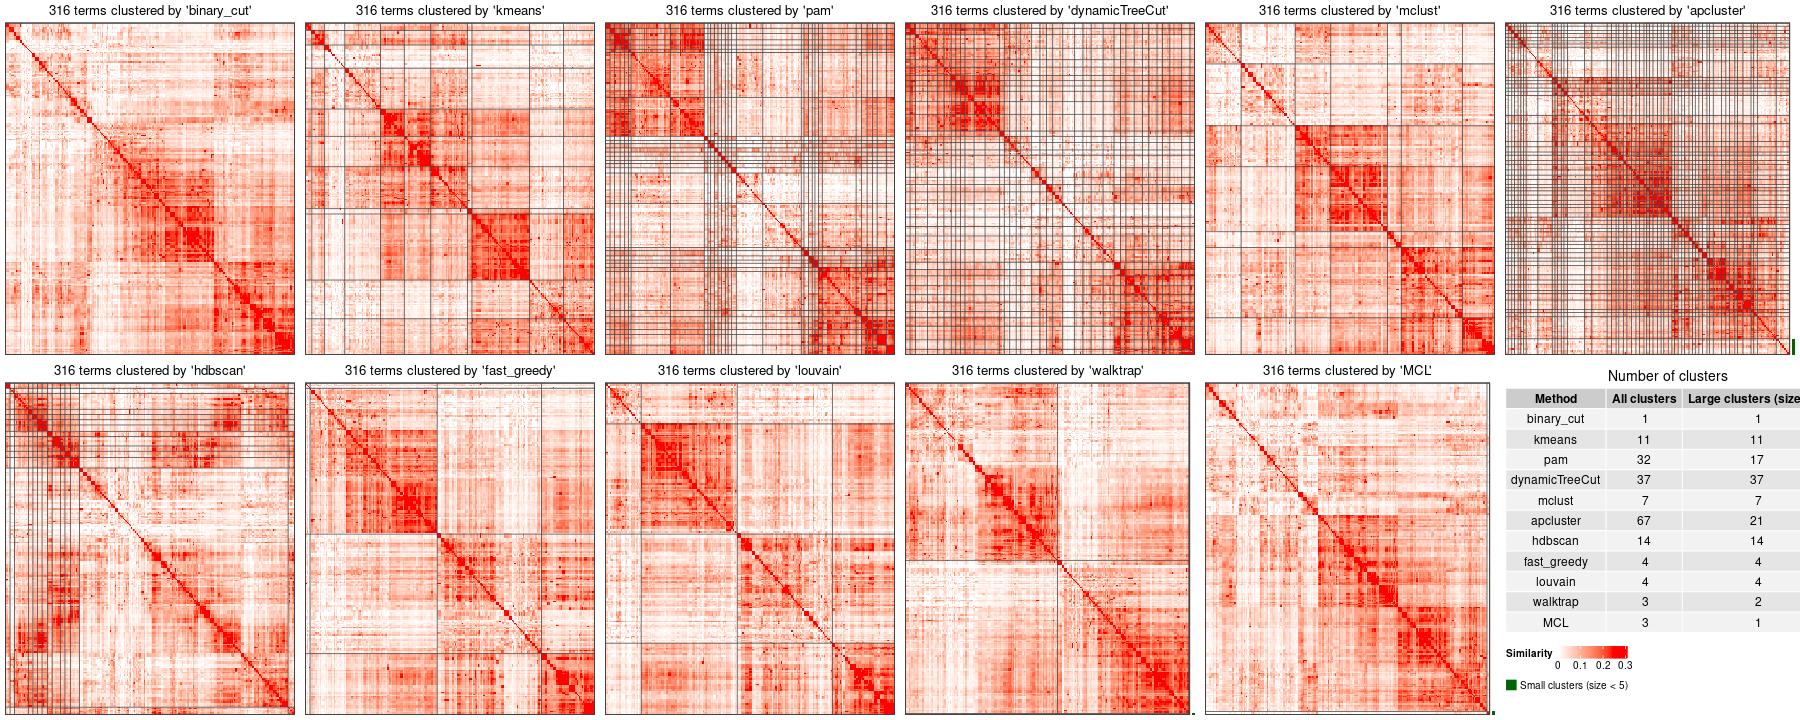 316 terms clustered by 'binary_cut'
316 terms clustered by 'kmeans'
316 terms clustered by 'pam'
316 terms clustered by 'dynamicTreeCut'
316 terms clustered by 'mclust'
316 terms clustered by 'apcluster'
316 terms clustered by 'hdbscan'
316 terms clustered by 'fast_greedy'
316 terms clustered by 'louvain'
316 terms clustered by 'walktrap'
316 terms clustered by 'MCL'
Number of clusters
Method All clusters Large clusters (size
binary_cut 1 1
kmeans 11 11
pam 32 17
dynamicTreeCut 37 37
mclust 7 7
apcluster 67 21
hdbscan 14 14
fast_greedy 4 4
louvain 4 4
walktrap 3 2
MCL 3 1
Similarity
0 0.1 0.2 0.3
Small clusters (size < 5)